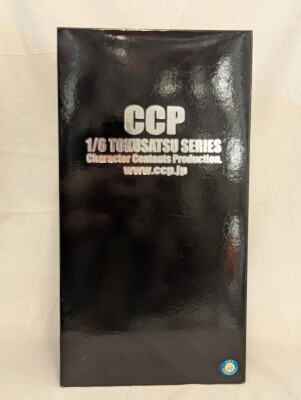 CCP
1/6 TOKUSATSU SERIES
Character Contents Production.
www.ccp.jp